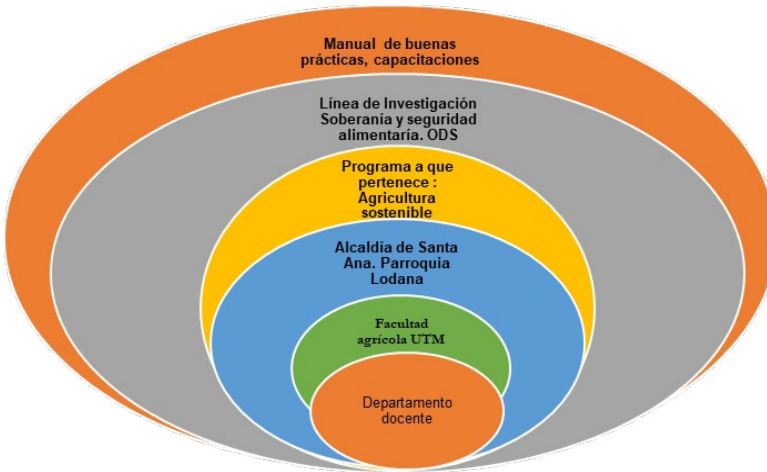 Manual de buenas
prácticas, capacitaciones
Línea de Investigación
Soberanía y seguridad
alimentaría. ODS
Programa a que
pertenece :
Agricultura
sostenible
Alcaldía de Santa
Ana. Parroquia
Lodana
Facultad
agrícola UTM
Departamento
docente